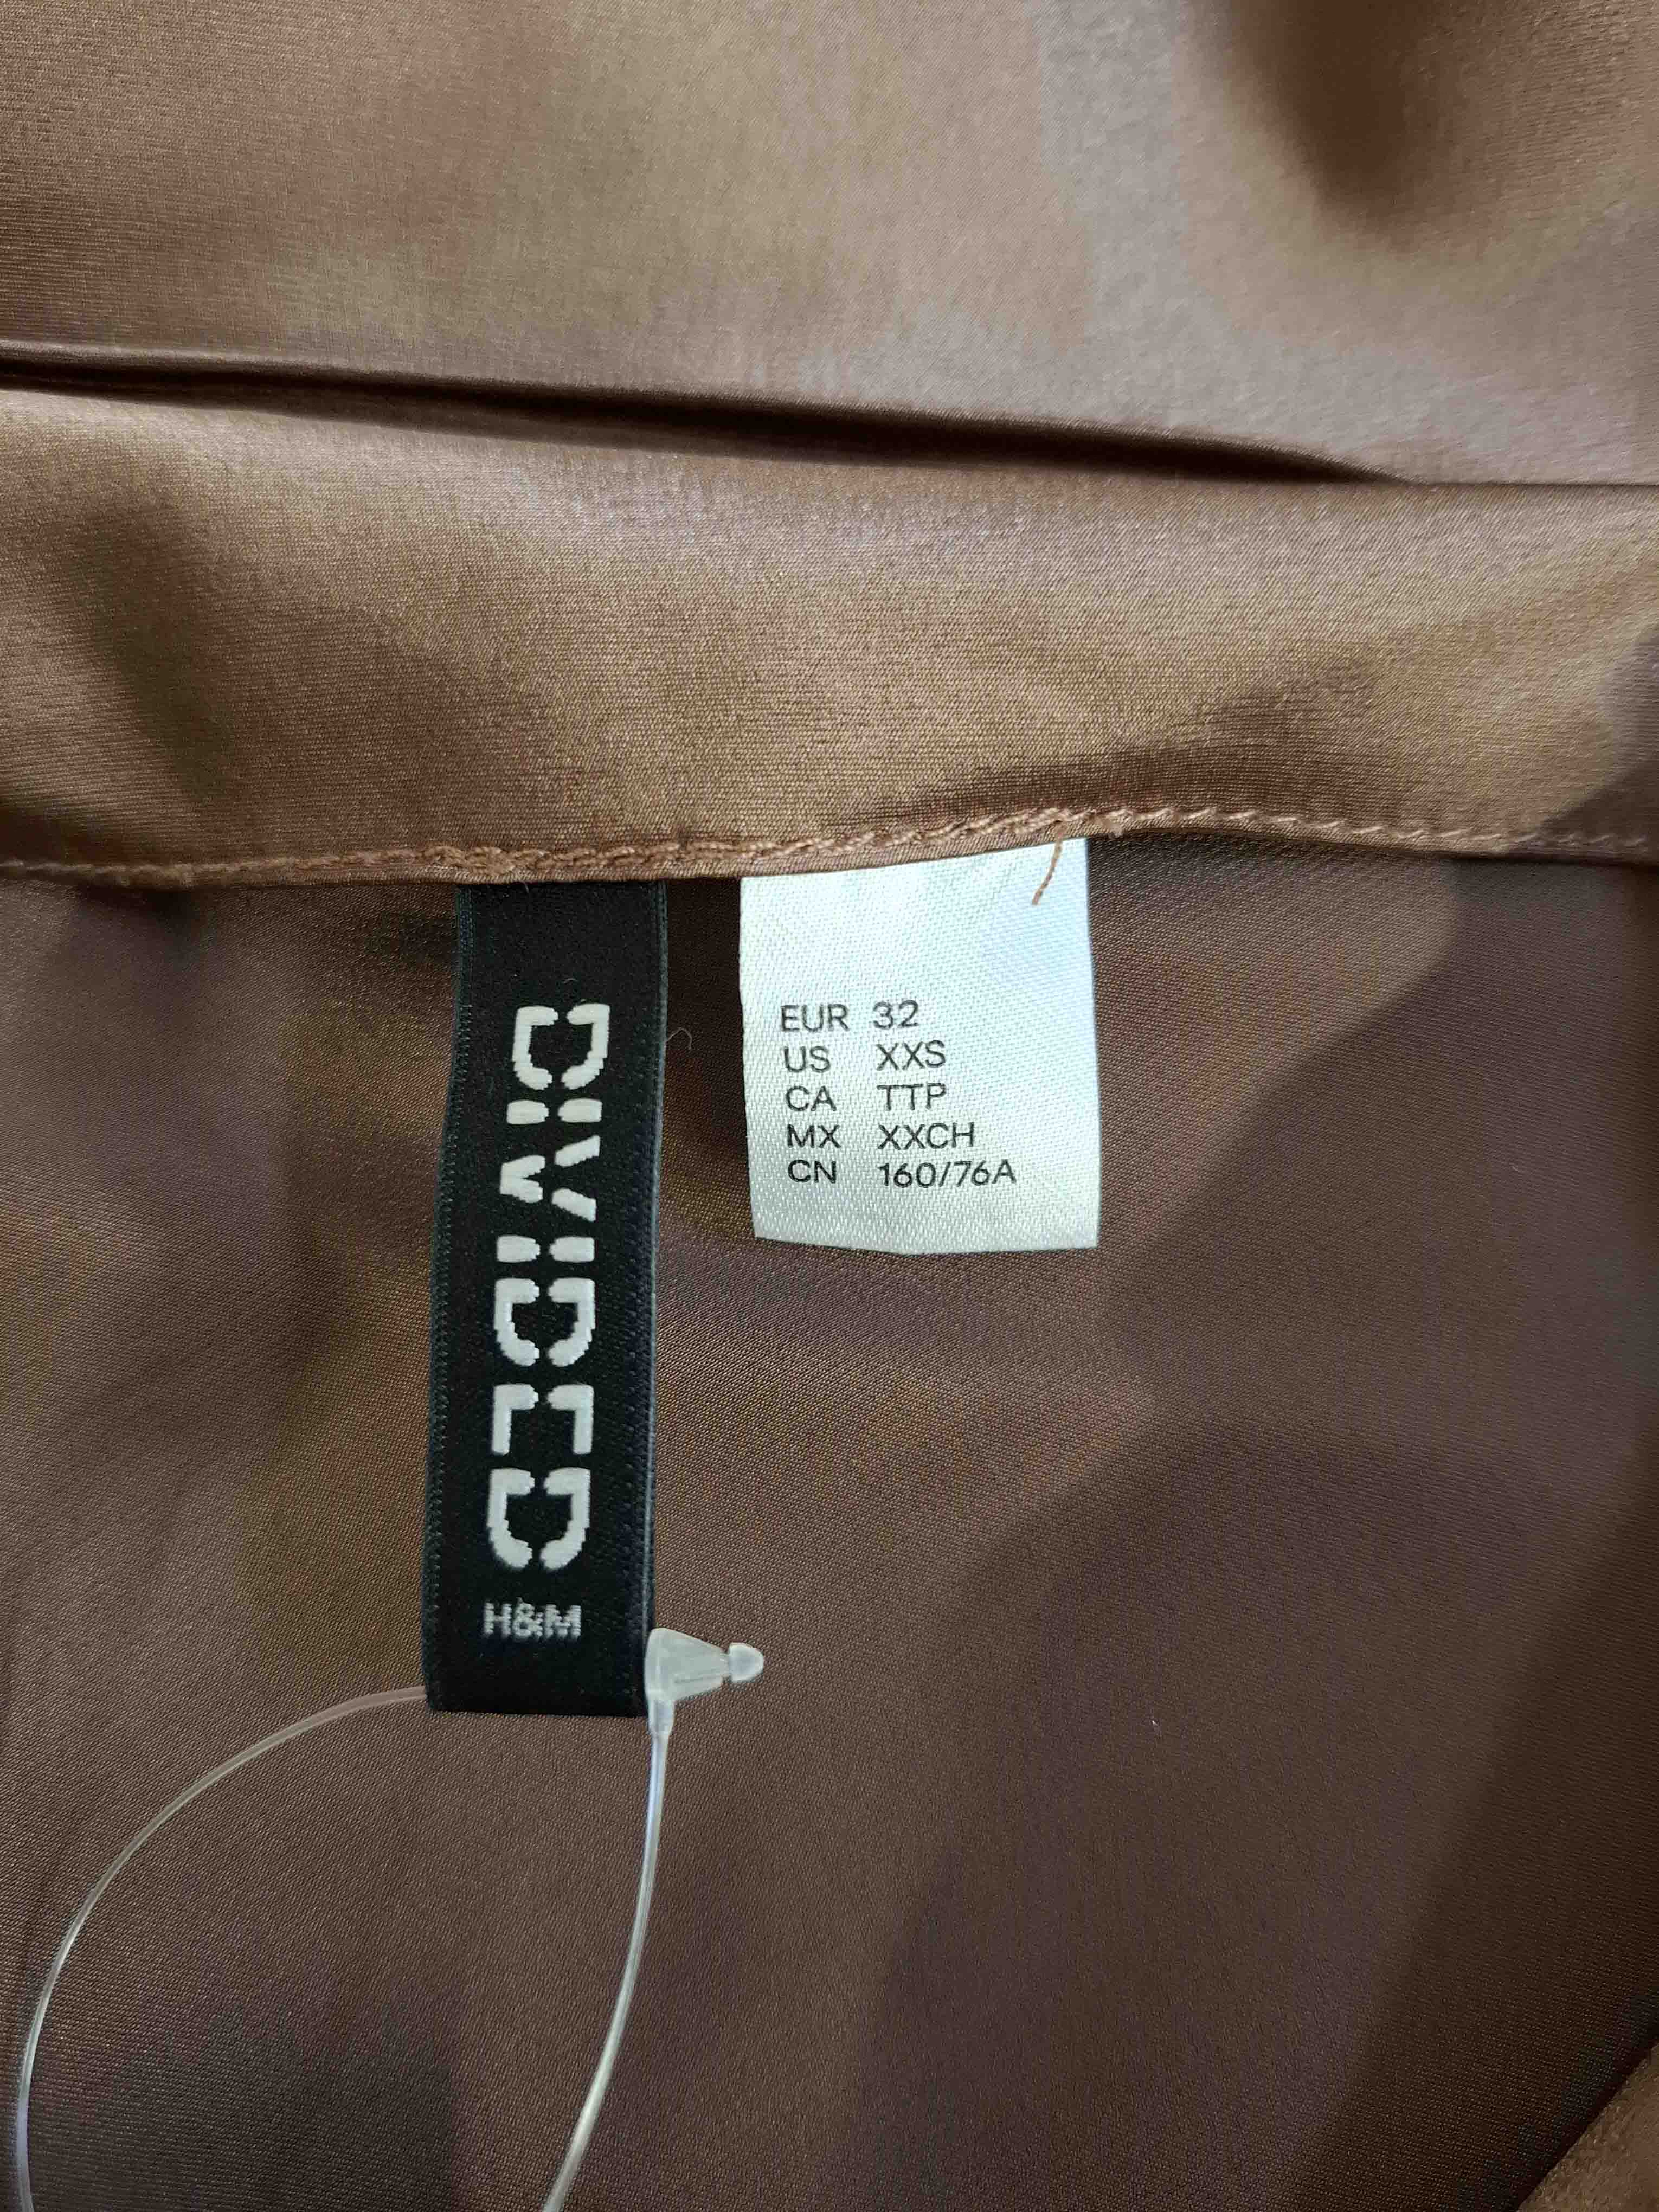 DIVIDED
H&M
EUR 32
US XXS
CA TTP
MX XXCH
CN 160/76A